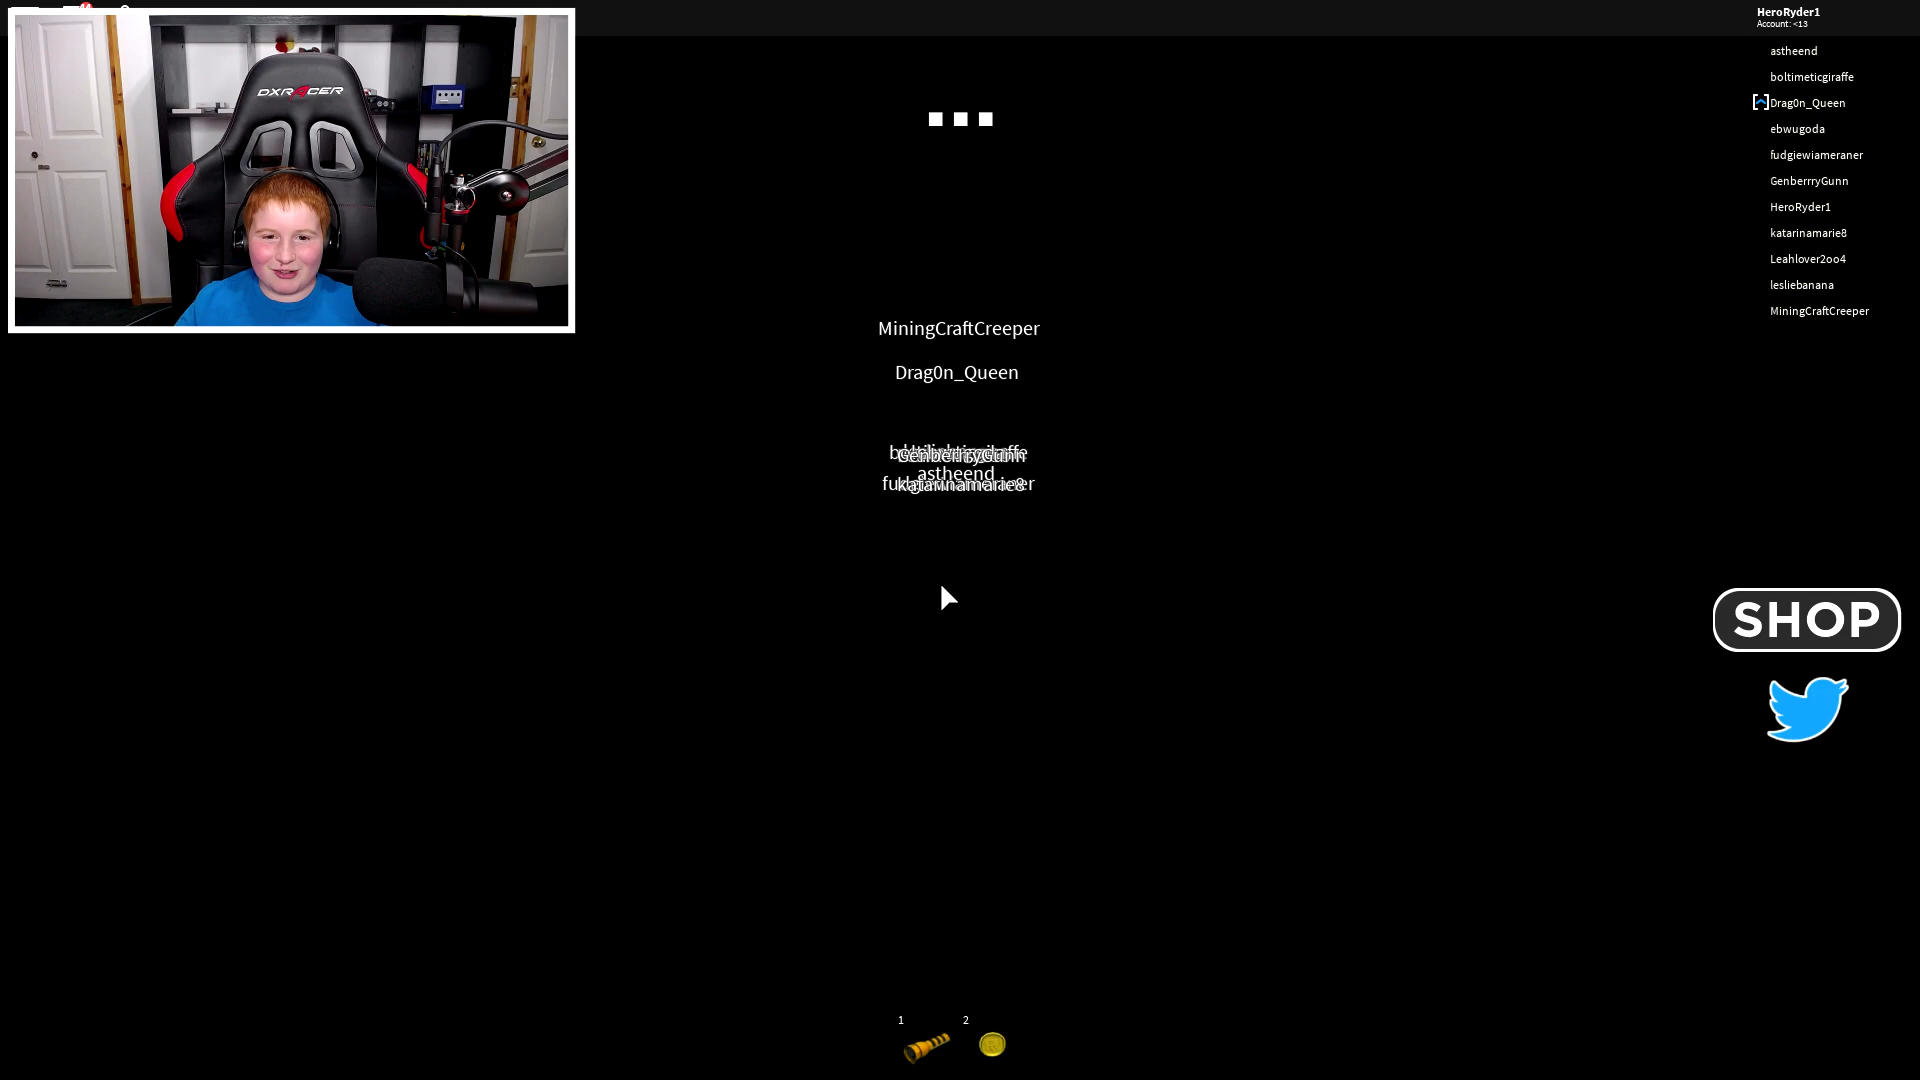 HeroRyder1
Account: <13
astheend
boltimeticgiraffe
Drag0n_Queen
ebwugoda
fudgiewiameraner
GenberrryGunn
HeroRyder1
katarinamarie8
Leahlover2oo4
lesliebanana
MiningCraftCreeper
DXRACER
MiningCraftCreeper
Drag0n_Queen
astheend
SHOP
1
2